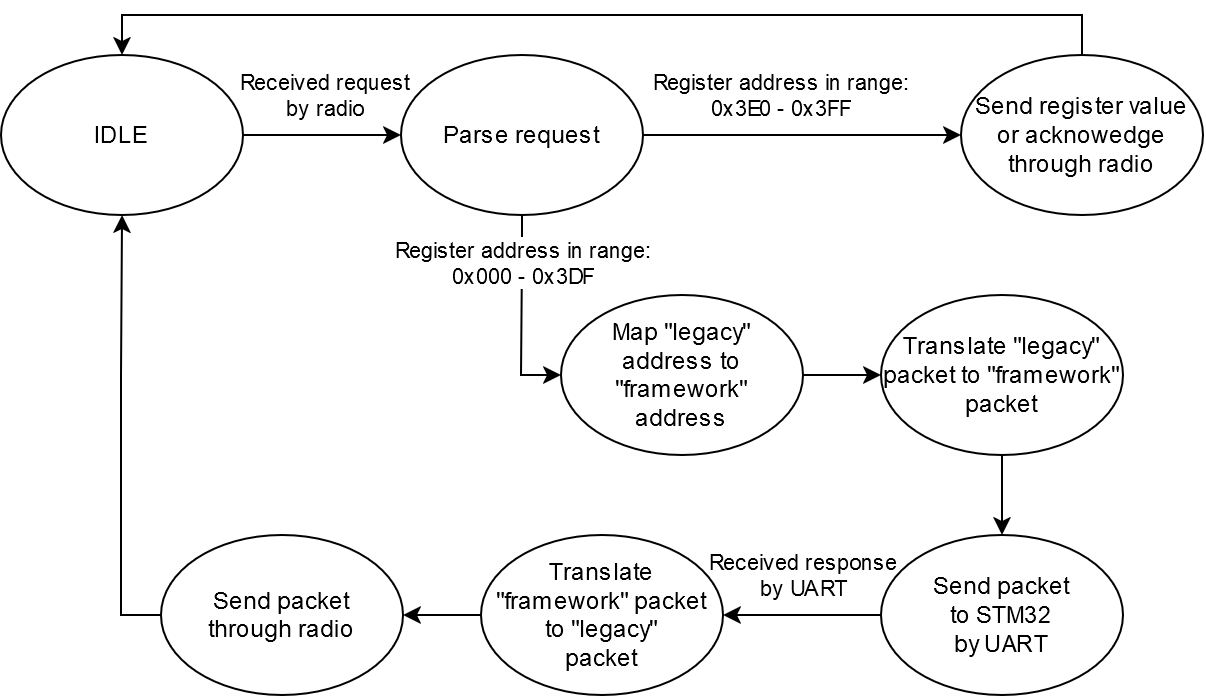 IDLE
Received request
by radio
Parse request
Register address in range:
0x3E0 - 0x3FF
Send register value
or acknowedge
through radio
Register address in range:
0x000 - 0x3DF
Map "legacy"
address to
"framework"
address
Translate "legacy"
packet to "framework"
packet
Send packet
to STM32
by UART
Received response
by UART
Translate
"framework" packet
to "legacy"
packet
Send packet
through radio